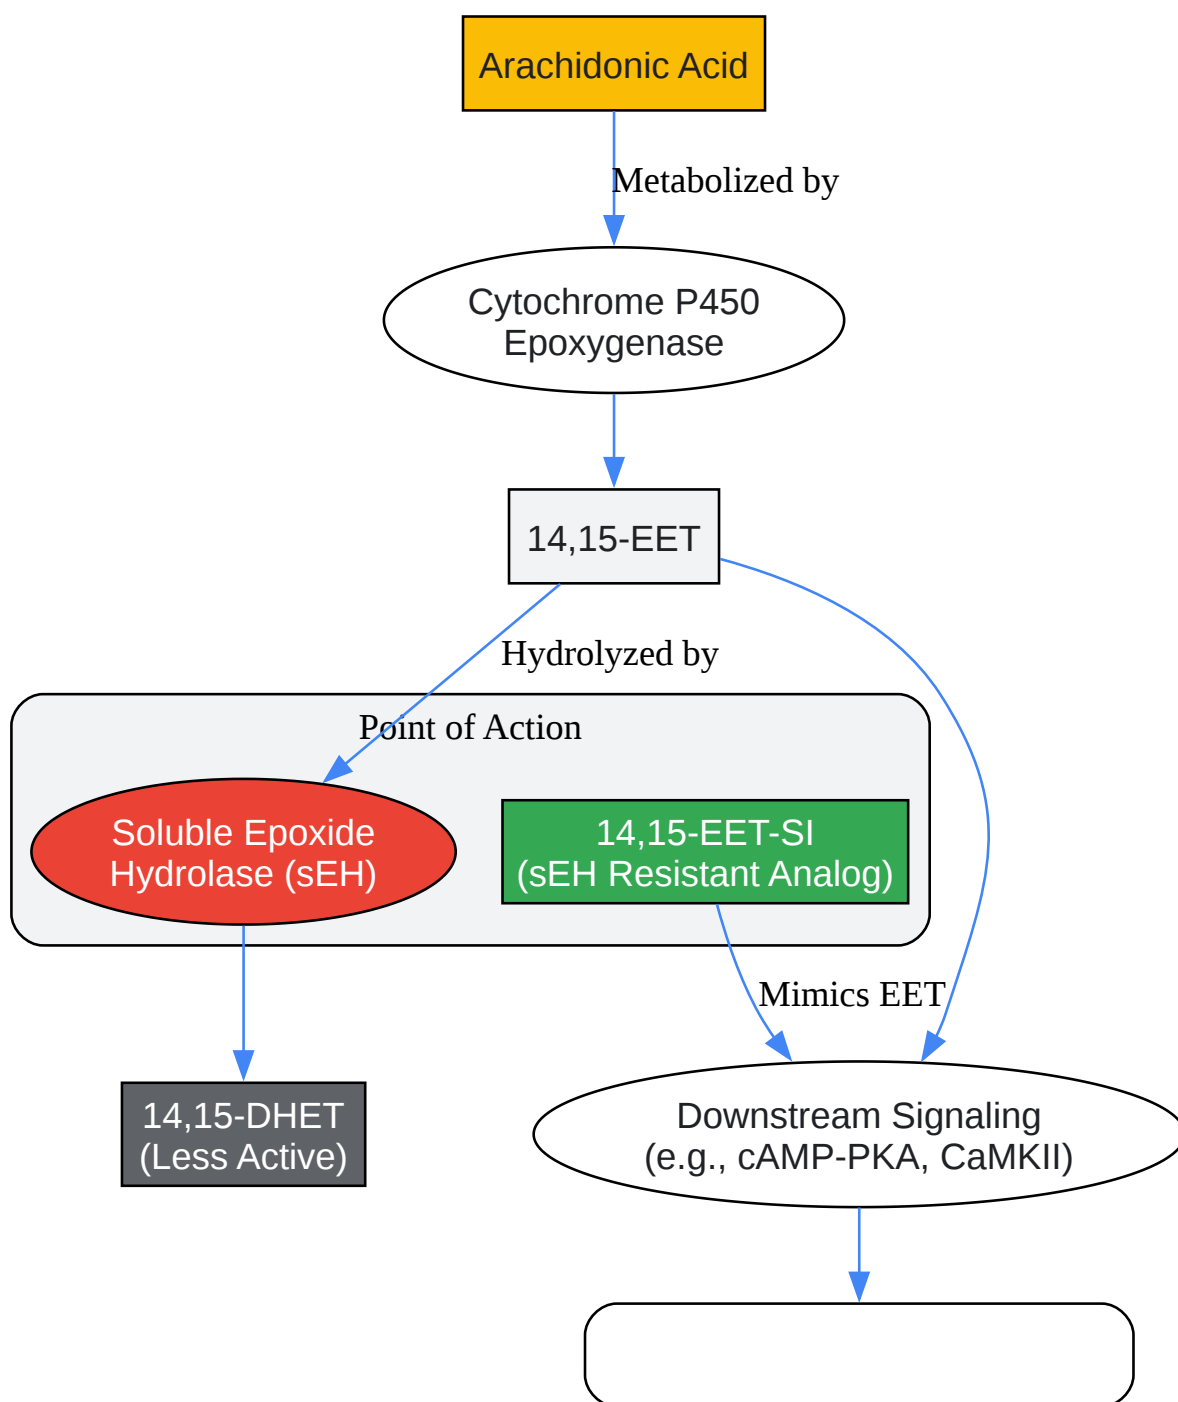 Arachidonic Acid
Metabolized by
Cytochrome P450
Epoxygenase
14,15-EET
Hydrolyzed by
Point of Action
Soluble Epoxide
Hydrolase (sEH)
14,15-EET-SI
(sEH Resistant Analog)
Mimics EET
14,15-DHET
(Less Active)
Downstream Signaling
(e.g., cAMP-PKA, CaMKII)